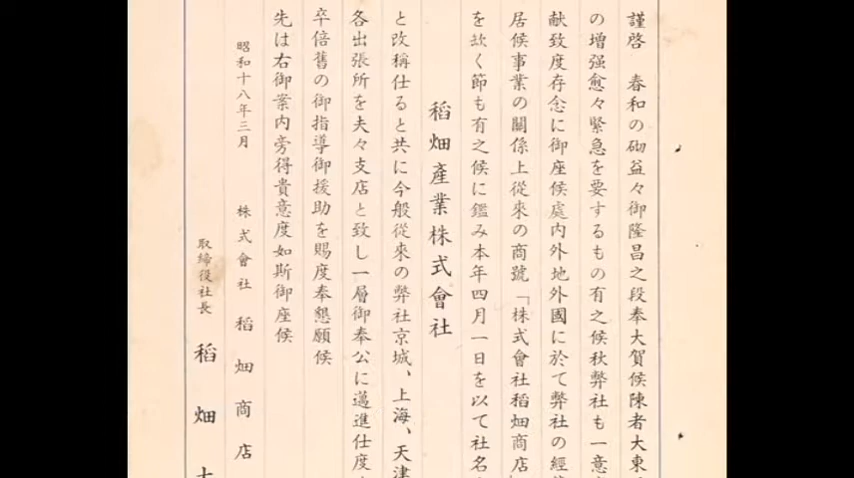 謹啓　春和の砌益々御隆昌之段奉大賀候陳者大東
の增强愈々緊急を要するもの有之候秋弊社も一意
献致度存念に御座候處內外地外國に於て弊社の經
居候事業の關係上從來の商號「株式會社稻畑商店
を欠く節も有之候に鑑み本年四月一日を以て社名
稻畑產業株式會社
と改稱仕ると共に今般從來の弊社京城、上海、天津
各出張所を夫々支店と致し一層御奉公に邁進仕度
卒倍舊の御指導御援助を賜度奉懇願候
先は右御案內旁得貴意度如斯御座候
昭和十八年三月　株式會社　稻畑商店
取締役社長　稻畑